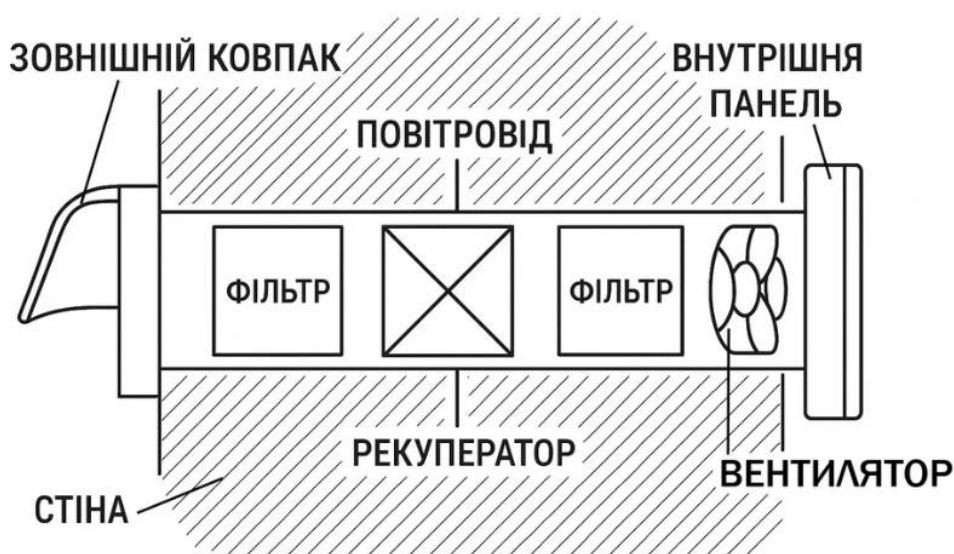 ЗОВНІШНІЙ КОВПАК
ВНУТРІШНЯ
ПАНЕЛЬ
ПОВІТРОВІД
ФІЛЬТР
ФІЛЬТР
РЕКУПЕРАТОР
ВЕНТИЛЯТОР
СТІНА